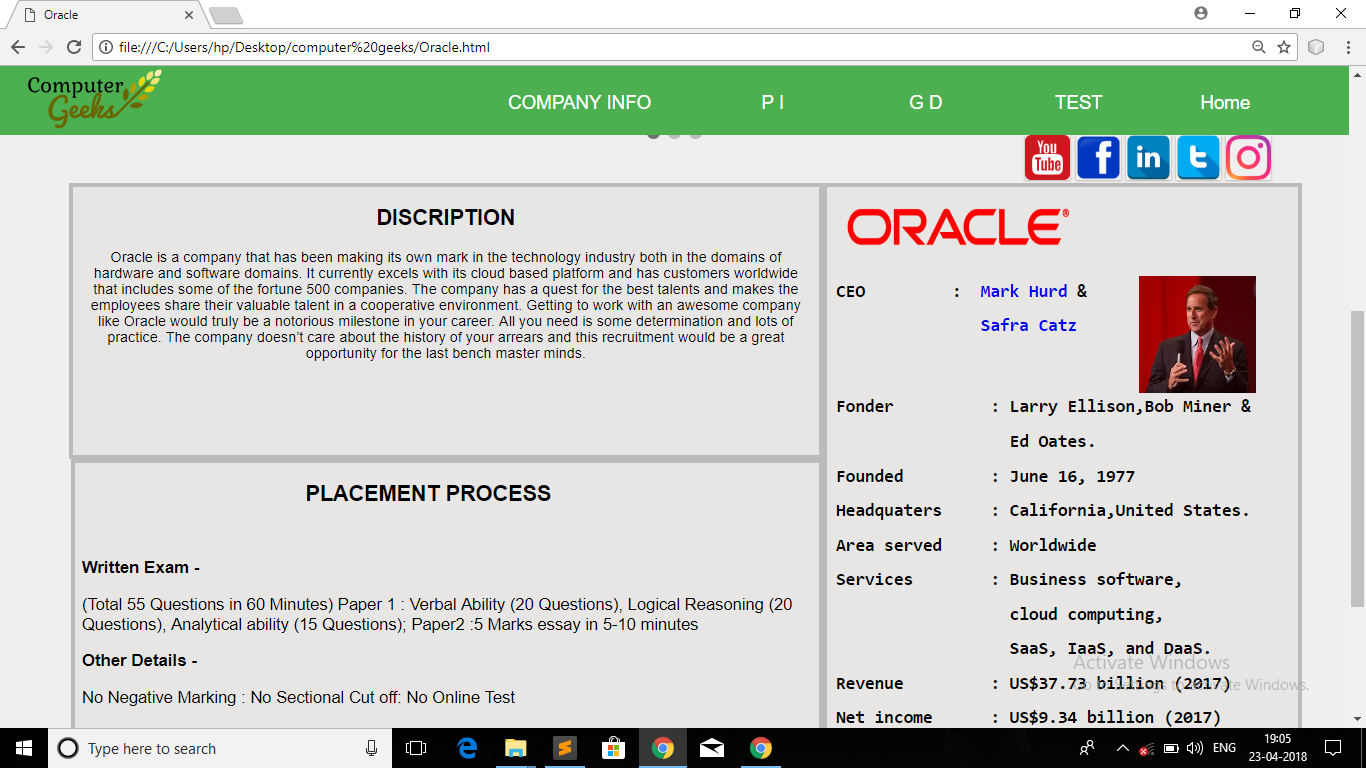 Oracle
file:///C:/Users/hp/Desktop/computer%20geeks/Oracle.html
Computer
Geeks
COMPANY INFO
P I
G D
TEST
Home
You
Tube
f
in
t
DISCRIPTION
Oracle is a company that has been making its own mark in the technology industry both in the domains of
hardware and software domains. It currently excels with its cloud based platform and has customers worldwide
that includes some of the fortune 500 companies. The company has a quest for the best talents and makes the
employees share their valuable talent in a cooperative environment. Getting to work with an awesome company
like Oracle would truly be a notorious milestone in your career. All you need is some determination and lots of
practice. The company doesn't care about the history of your arrears and this recruitment would be a great
opportunity for the last bench master minds.
PLACEMENT PROCESS
Written Exam -
(Total 55 Questions in 60 Minutes) Paper 1 : Verbal Ability (20 Questions), Logical Reasoning (20
Questions), Analytical ability (15 Questions); Paper2 :5 Marks essay in 5-10 minutes
Other Details -
No Negative Marking : No Sectional Cut off: No Online Test
ORACLE®
CEO : Mark Hurd &
Safra Catz
Fonder : Larry Ellison,Bob Miner &
Ed Oates.
Founded : June 16, 1977
Headquaters : California,United States.
Area served : Worldwide
Services : Business software,
cloud computing,
SaaS, IaaS, and DaaS.
Revenue : US$37.73 billion (2017)
Net income : US$9.34 billion (2017)
Activate Windows
Go to Settings to activate Windows.
Type here to search
ENG
19:05
23-04-2018